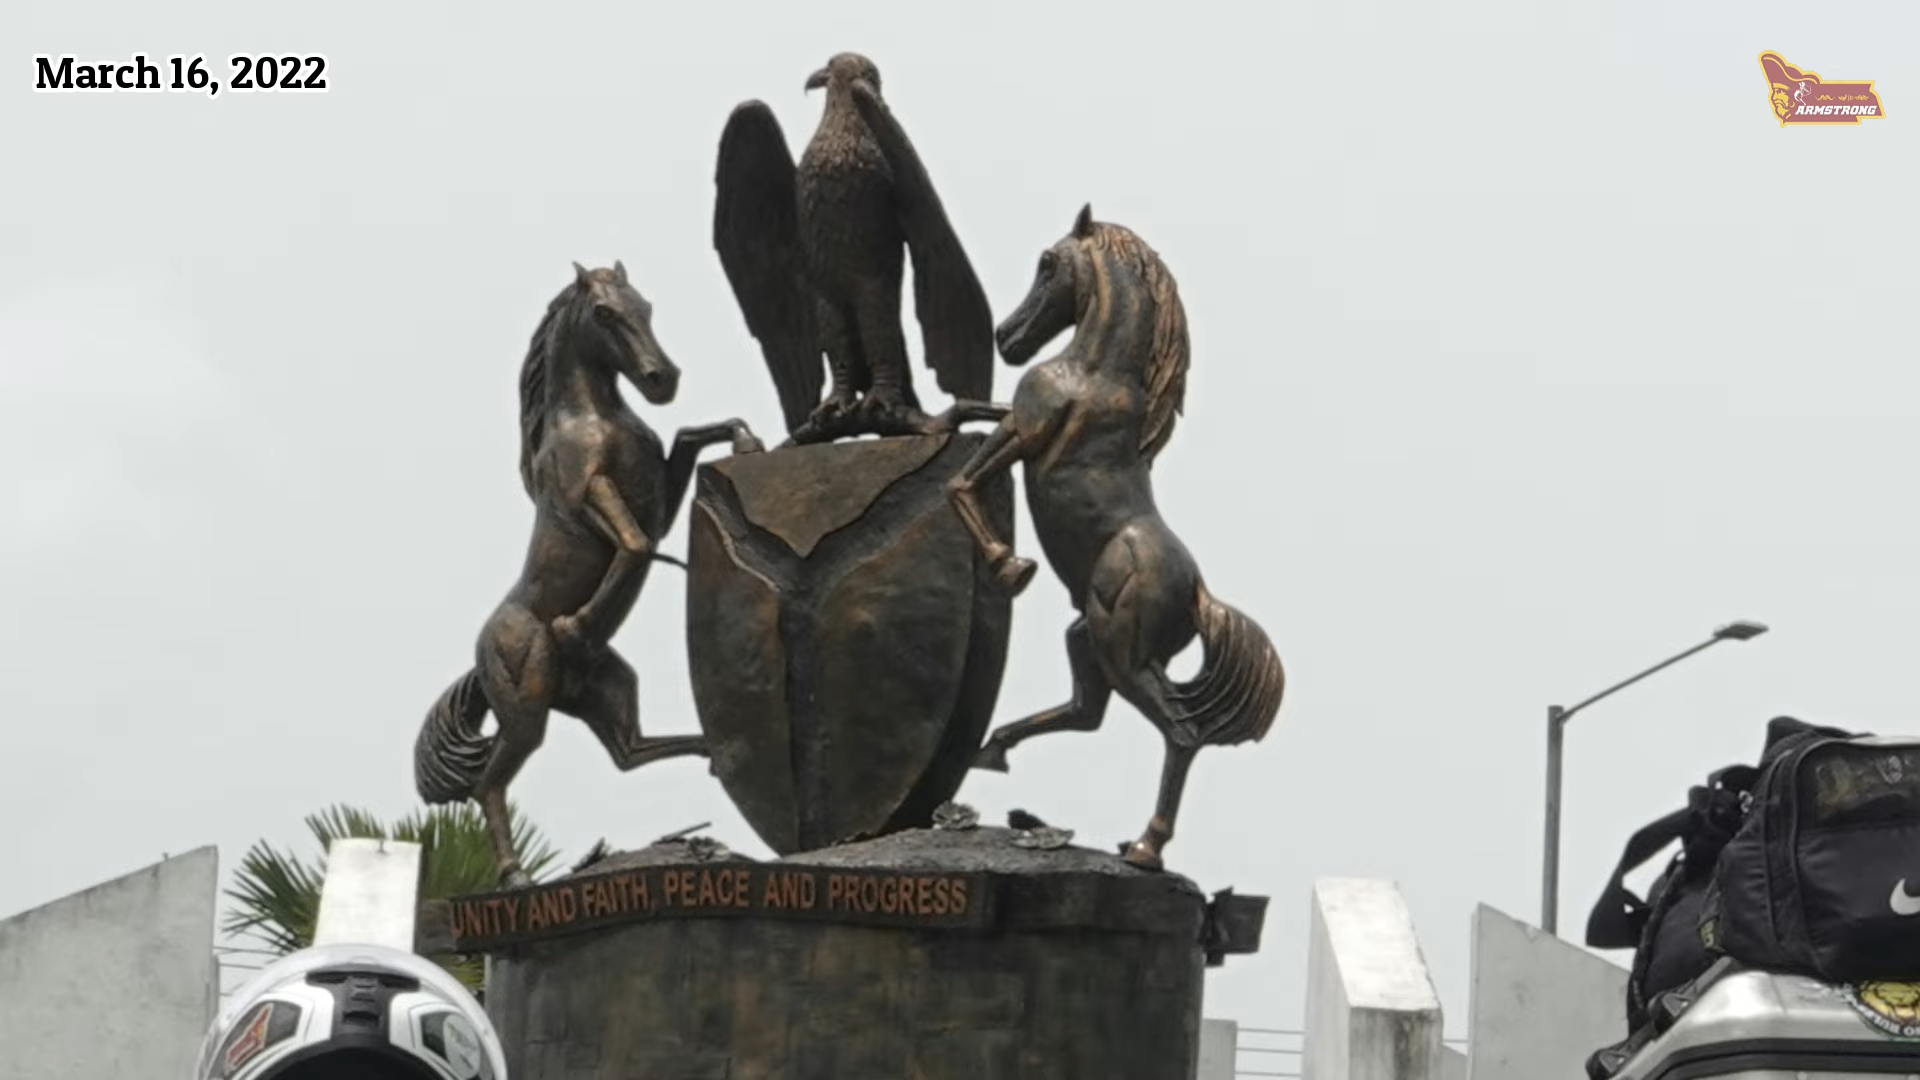 March 16, 2022
ARMSTRONG
UNITY AND FAITH, PEACE AND PROGRESS